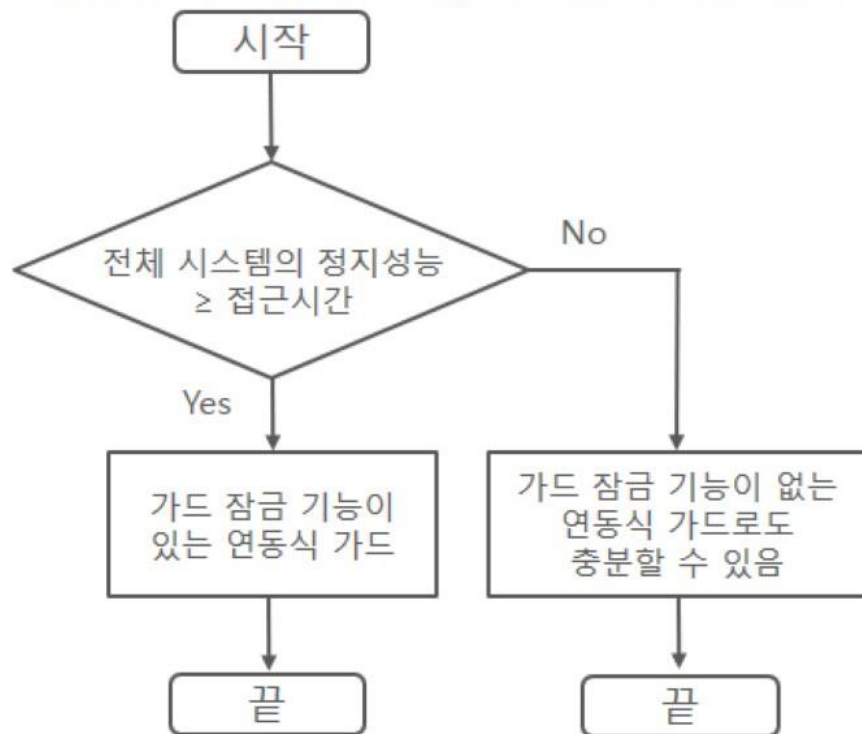 시작
전체 시스템의 정지성능
≥ 접근시간
No
Yes
가드 잠금 기능이
있는 연동식 가드
가드 잠금 기능이 없는
연동식 가드로도
충분할 수 있음
끝
끝